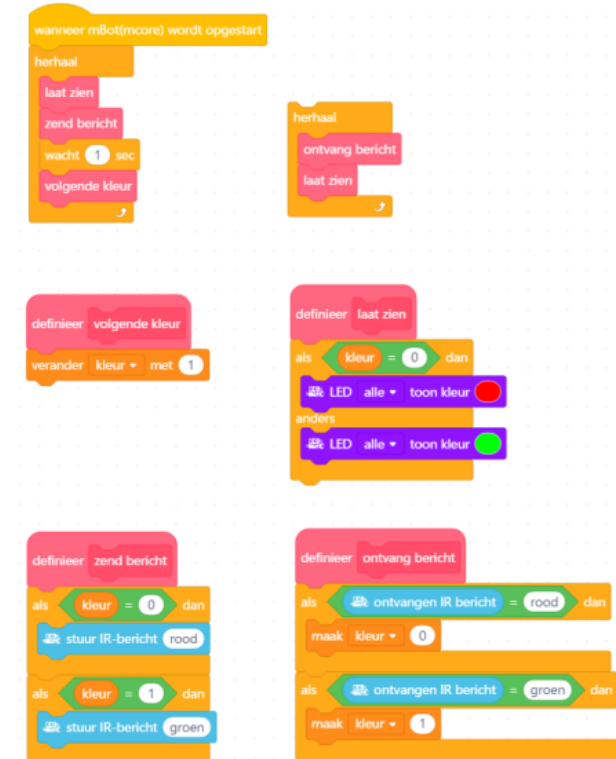 wanneer mBot(mcore) wordt opgestart
herhaal
laat zien
zend bericht
wacht 1 sec
volgende kleur
herhaal
ontvang bericht
laat zien
definieer volgende kleur
verander kleur met 1
definieer laat zien
als kleur = 0 dan
LED alle toon kleur
anders
LED alle toon kleur
definieer zend bericht
als kleur = 0 dan
stuur IR-bericht rood
als kleur = 1 dan
stuur IR-bericht groen
definieer ontvang bericht
als ontvangen IR bericht = rood dan
maak kleur 0
als ontvangen IR bericht = groen dan
maak kleur 1